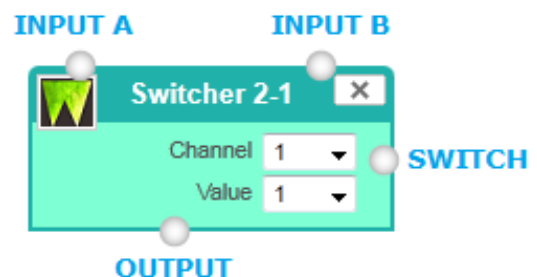 INPUT A INPUT B
Switcher 2-1 ×
Channel 1
SWITCH
Value 1
OUTPUT